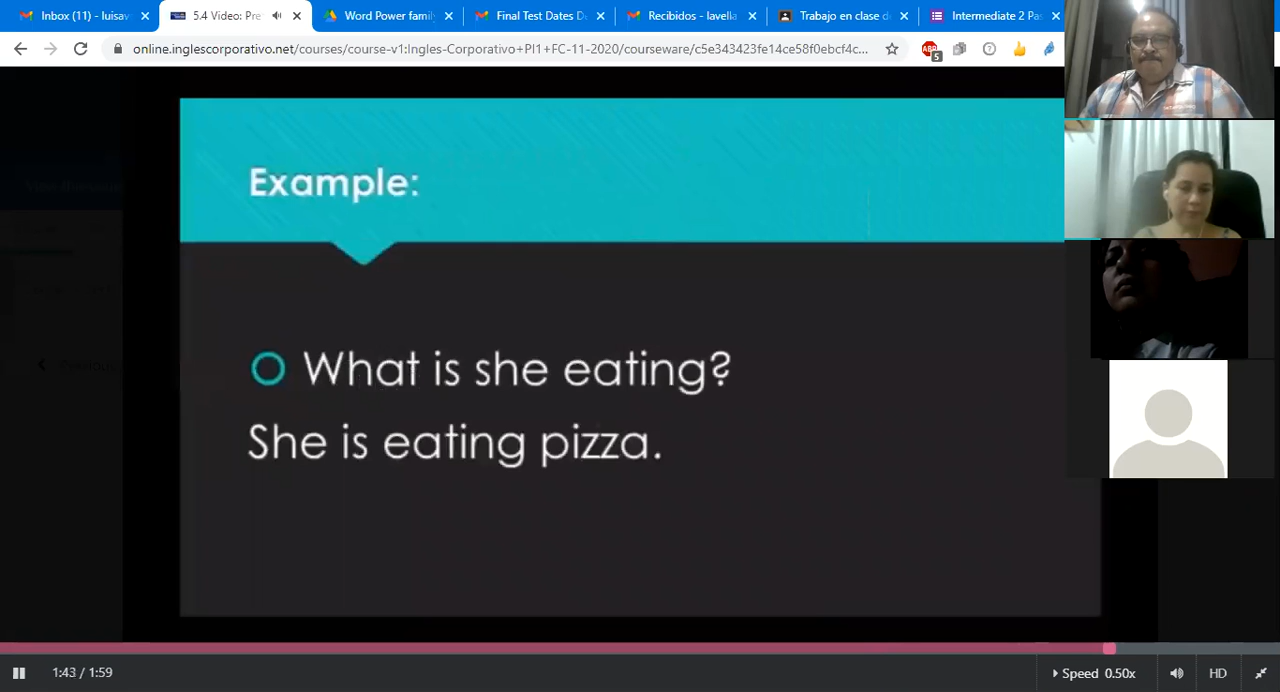 Inbox (11) - luisav
5.4 Video: Pre
Word Power famil
Final Test Dates D
Recibidos - lavella
Trabajo en clase d
Intermediate 2 Pa
online.inglescorporativo.net/courses/course-v1:Ingles-Corporativo+PI1+FC-11-2020/courseware/c5e343423fe14ce58f0ebcf4c...
ABP
5
Example:
What is she eating?
She is eating pizza.
1:43 / 1:59
Speed 0.50x
HD